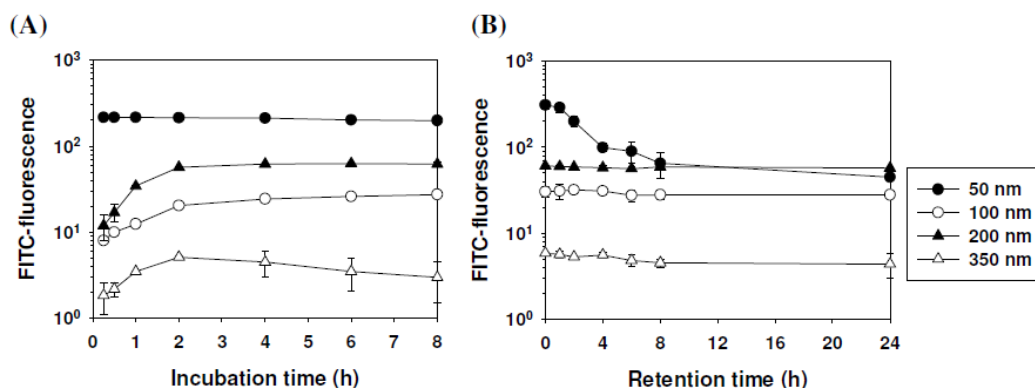 (A)
(B)
10³
10²
10¹
10⁰
FITC-fluorescence
0 1 2 3 4 5 6 7 8
Incubation time (h)
10³
10²
10¹
10⁰
FITC-fluorescence
0 4 8 12 16 20 24
Retention time (h)
50 nm
100 nm
200 nm
350 nm